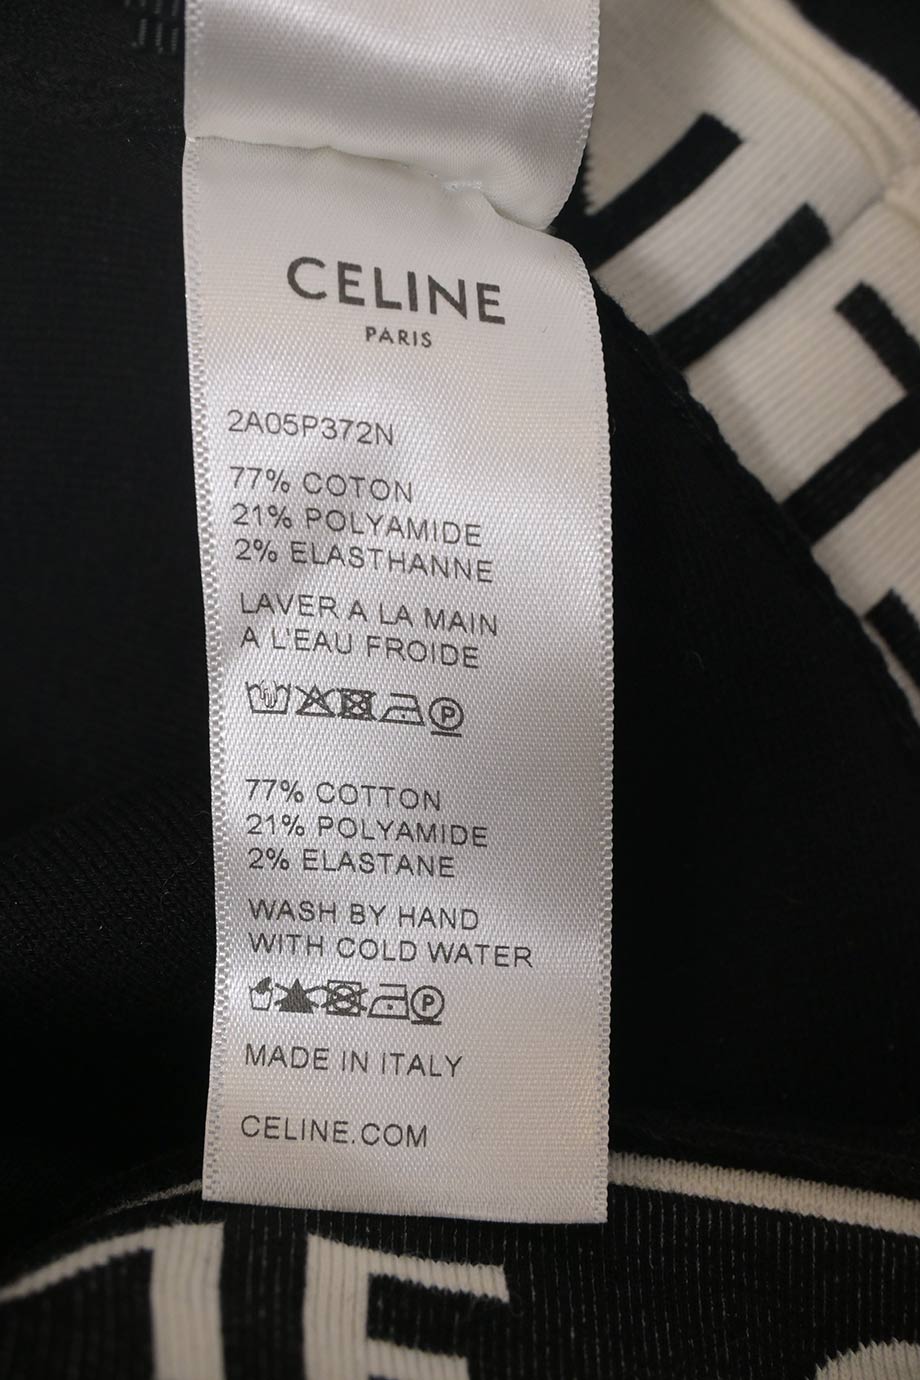 CELINE
PARIS
2A05P372N
77% COTON
21% POLYAMIDE
2% ELASTHANNE
LAVER A LA MAIN
A L'EAU FROIDE
P
77% COTTON
21% POLYAMIDE
2% ELASTANE
WASH BY HAND
WITH COLD WATER
P
MADE IN ITALY
CELINE.COM